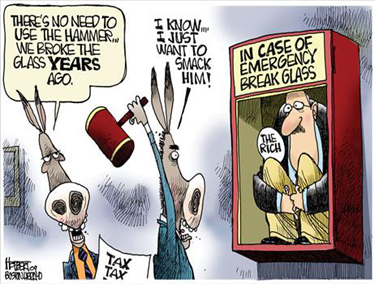 THERE'S NO NEED TO
USE THE HAMMER...
WE BROKE THE
GLASS YEARS
AGO.
I KNOW...
I JUST
WANT TO
SMACK
HIM!
IN CASE OF
EMERGENCY
BREAK GLASS
THE
RICH
TAX
TAX